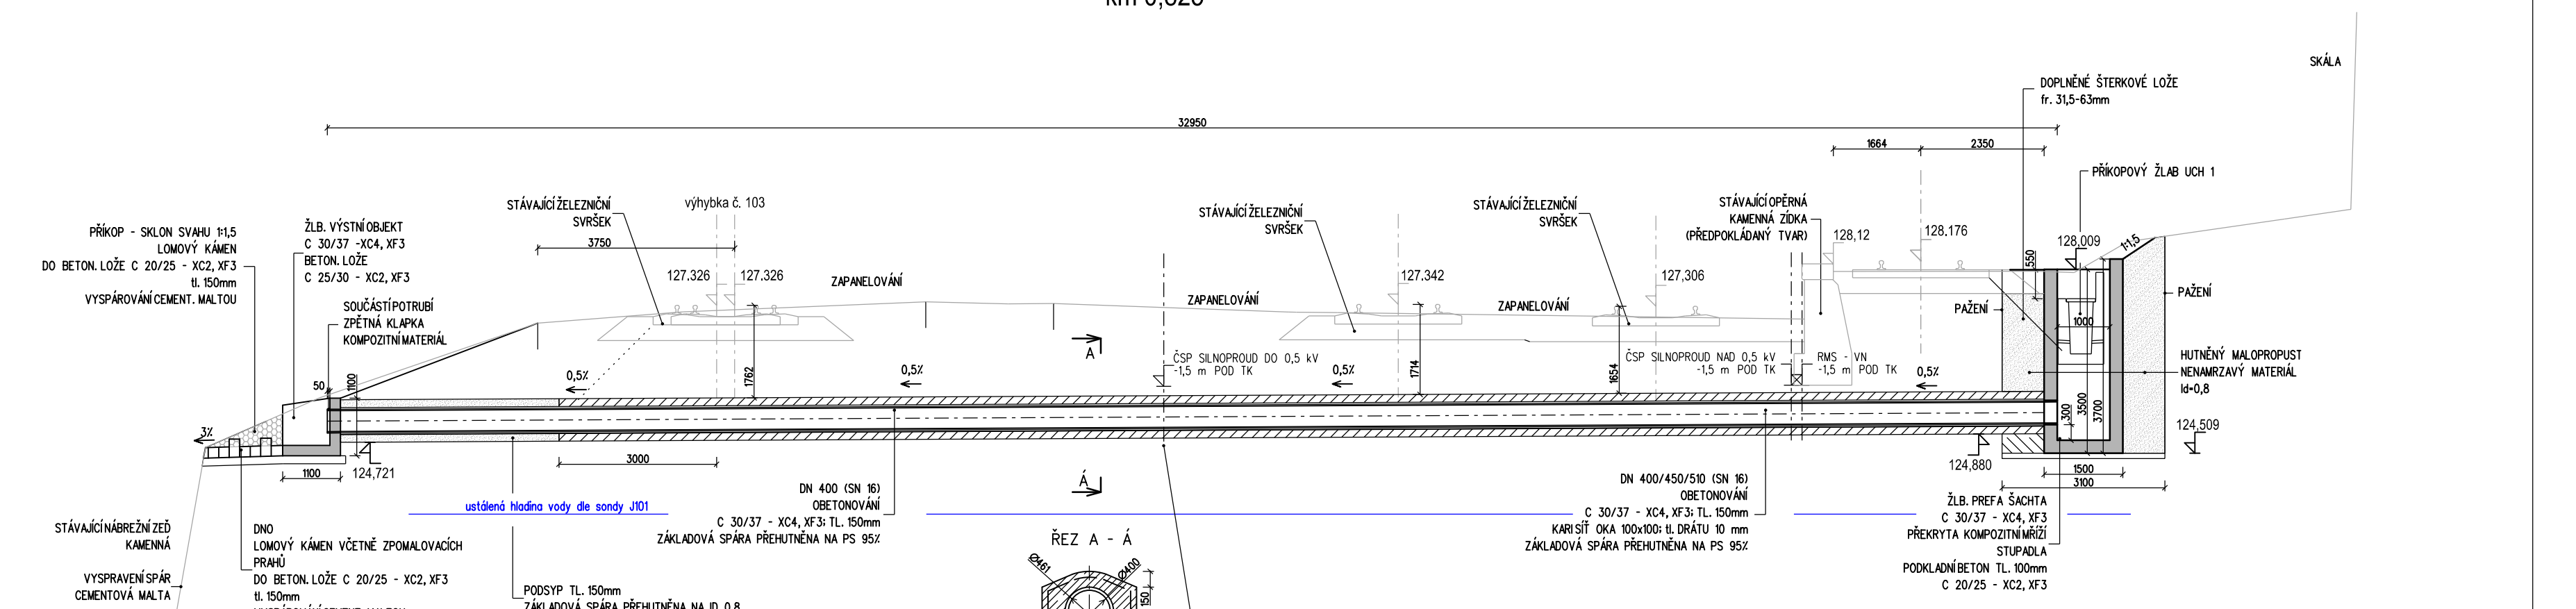 SKÁLA
DOPLNĚNÉ ŠTERKOVÉ LOŽE
fr. 31,5-63mm
32950
1664
2350
PŘÍKOPOVÝ ŽLAB UCH 1
STÁVAJÍCÍ ŽELEZNIČNÍ
SVRŠEK
výhybka č. 103
3750
127.326
127.326
ZAPANELOVÁNÍ
STÁVAJÍCÍ ŽELEZNIČNÍ
SVRŠEK
127.342
ZAPANELOVÁNÍ
STÁVAJÍCÍ ŽELEZNIČNÍ
SVRŠEK
127,306
ZAPANELOVÁNÍ
STÁVAJÍCÍ OPĚRNÁ
KAMENNÁ ZÍDKA
(PŘEDPOKLÁDANÝ TVAR)
128,12
128.176
128,009
1:1,5
550
PAŽENÍ
PAŽENÍ
1000
PŘÍKOP - SKLON SVAHU 1:1,5
LOMOVÝ KÁMEN
DO BETON. LOŽE C 20/25 - XC2, XF3
tl. 150mm
VYSPÁROVÁNÍ CEMENT. MALTOU
ŽLB. VÝSTNÍ OBJEKT
C 30/37 -XC4, XF3
BETON. LOŽE
C 25/30 - XC2, XF3
SOUČÁSTÍ POTRUBÍ
ZPĚTNÁ KLAPKA
KOMPOZITNÍ MATERIÁL
50
1100
0,5%
1762
0,5%
A
ČSP SILNOPROUD DO 0,5 kV
-1,5 m POD TK
0,5%
1714
1654
ČSP SILNOPROUD NAD 0,5 kV
-1,5 m POD TK
RMS - VN
-1,5 m POD TK
0,5%
HUTNĚNÝ MALOPROPUST
NENAMRZAVÝ MATERIÁL
Id=0,8
300
3500
3700
124,509
3%
1100
124,721
3000
Á
124,880
1500
3100
ustálená hladina vody dle sondy J101
DN 400 (SN 16)
OBETONOVÁNÍ
C 30/37 - XC4, XF3; TL. 150mm
ZÁKLADOVÁ SPÁRA PŘEHUTNĚNA NA PS 95%
DN 400/450/510 (SN 16)
OBETONOVÁNÍ
C 30/37 - XC4, XF3; TL. 150mm
KARI SÍŤ OKA 100x100; tl. DRÁTU 10 mm
ZÁKLADOVÁ SPÁRA PŘEHUTNĚNA NA PS 95%
ŽLB. PREFA ŠACHTA
C 30/37 - XC4, XF3
PŘEKRYTA KOMPOZITNÍ MŘÍŽÍ
STUPADLA
PODKLADNÍ BETON TL. 100mm
C 20/25 - XC2, XF3
STÁVAJÍCÍ NÁBREŽNÍ ZEĎ
KAMENNÁ
VYSPRAVENÍ SPÁR
CEMENTOVÁ MALTA
DNO
LOMOVÝ KÁMEN VČETNĚ ZPOMALOVACÍCH
PRAHŮ
DO BETON. LOŽE C 20/25 - XC2, XF3
tl. 150mm
PODSYP TL. 150mm
ZÁKLADOVÁ SPÁRA PŘEHUTNĚNA NA ID 0,8
ŘEZ A - Á
Ø461
Ø400
150